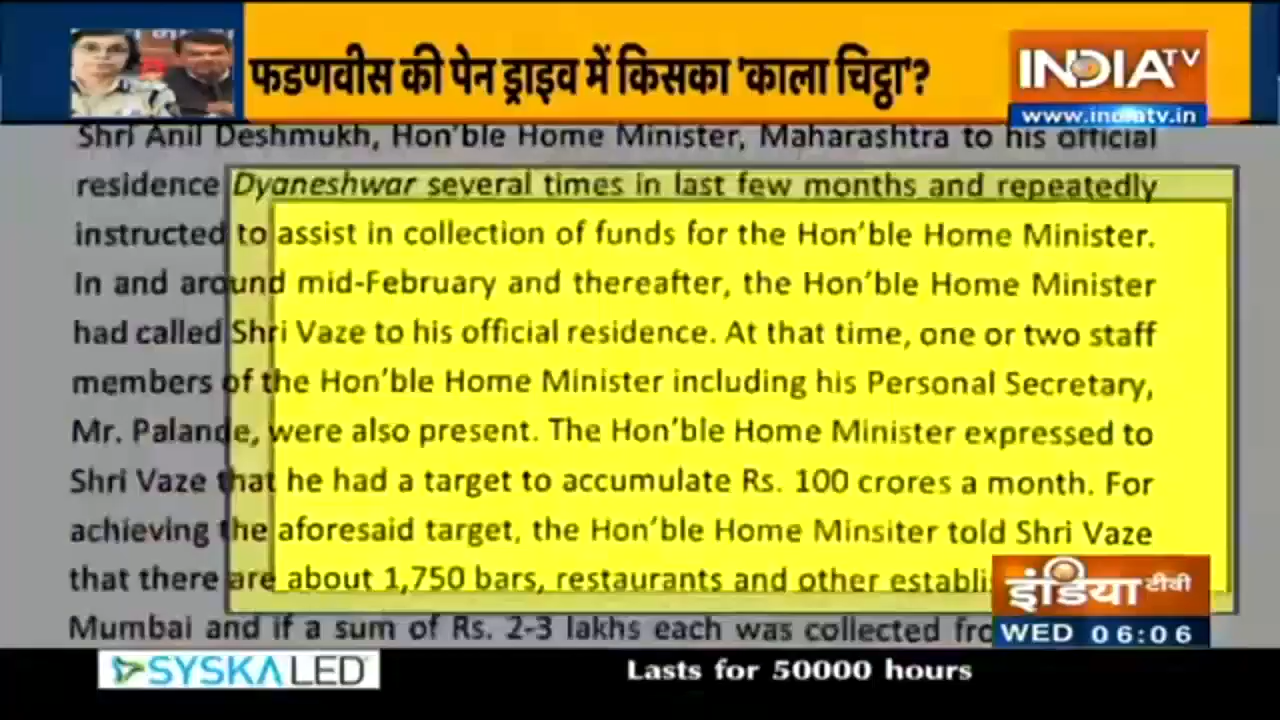 फडणवीस की पेन ड्राइव में किसका 'काला चिट्ठा'?
INDIA TV
www.indiatv.in
Shri Anil Deshmukh, Hon'ble Home Minister, Maharashtra to his official
residence Dyaneshwar several times in last few months and repeatedly
instructed to assist in collection of funds for the Hon'ble Home Minister.
In and around mid-February and thereafter, the Hon'ble Home Minister
had called Shri Vaze to his official residence. At that time, one or two staff
members of the Hon'ble Home Minister including his Personal Secretary,
Mr. Palande, were also present. The Hon'ble Home Minister expressed to
Shri Vaze that he had a target to accumulate Rs. 100 crores a month. For
achieving the aforesaid target, the Hon'ble Home Minsiter told Shri Vaze
that there are about 1,750 bars, restaurants and other
Mumbai and if a sum of Rs. 2-3 lakhs each was collected
इंडिया टीवी
WED 06:06
SYSKA LED
Lasts for 50000 hours